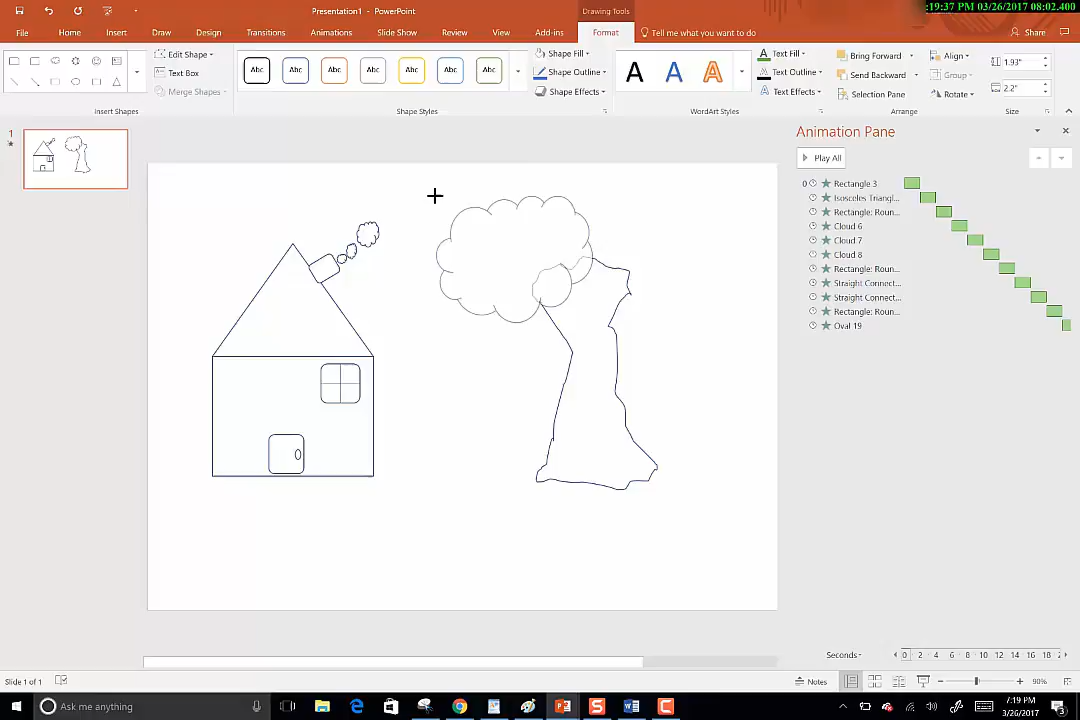 :19:37 PM 03/26/2017 08:02.400
Presentation1 - PowerPoint
Drawing Tools
File
Home
Insert
Draw
Design
Transitions
Animations
Slide Show
Review
View
Add-ins
Format
Tell me what you want to do
Share
Edit Shape
Text Box
Merge Shapes
Insert Shapes
Abc
Abc
Abc
Abc
Abc
Abc
Abc
Shape Styles
Shape Fill
Shape Outline
Shape Effects
A
A
A
WordArt Styles
Text Fill
Text Outline
Text Effects
Bring Forward
Send Backward
Selection Pane
Align
Group
Rotate
Arrange
1.93"
2.2"
Size
1
Animation Pane
Play All
0
Rectangle 3
Isosceles Triangl...
Rectangle: Roun...
Cloud 6
Cloud 7
Cloud 8
Rectangle: Roun...
Straight Connect...
Straight Connect...
Rectangle: Roun...
Oval 19
Seconds
0 2 4 6 8 10 12 14 16 18
Slide 1 of 1
Notes
90%
Ask me anything
7:19 PM
3/26/2017